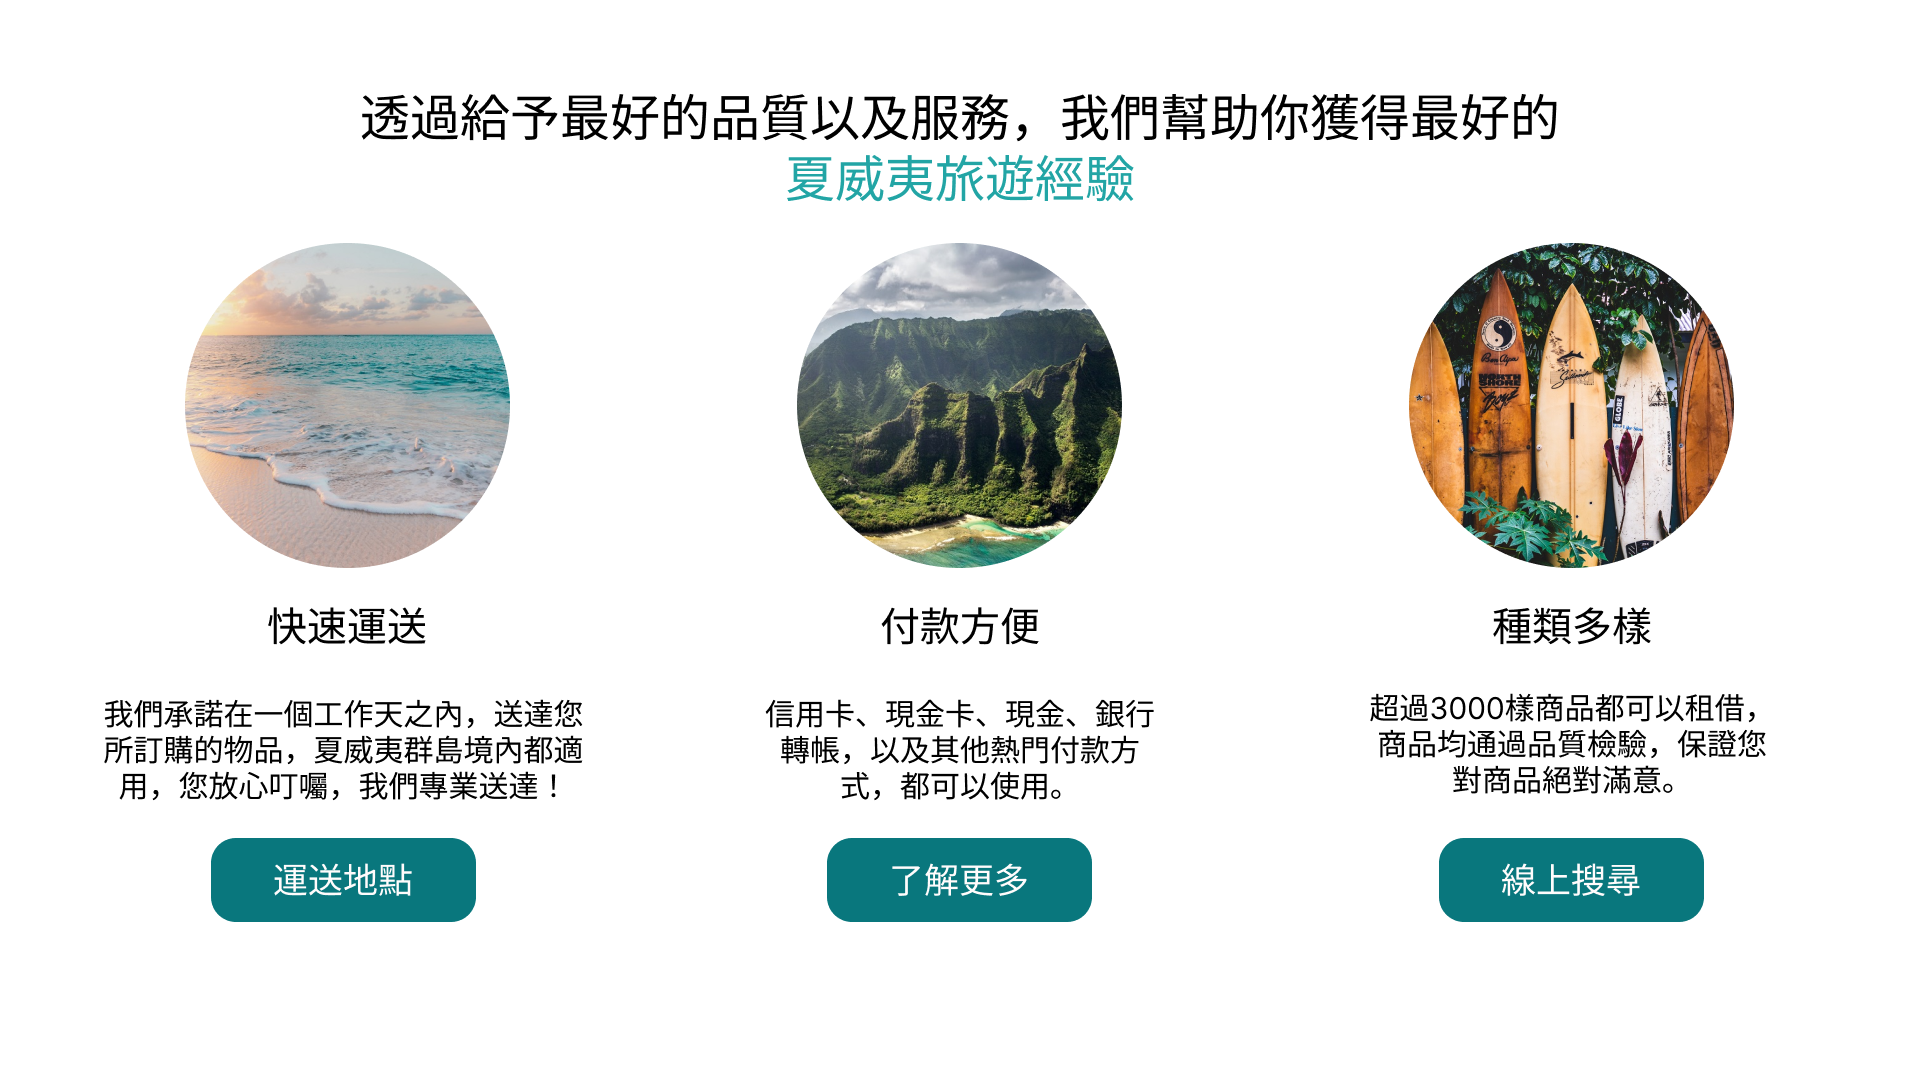 透過給予最好的品質以及服務，我們幫助你獲得最好的
夏威夷旅遊經驗
快速運送
我們承諾在一個工作天之內，送達您
所訂購的物品，夏威夷群島境內都適
用，您放心叮囑，我們專業送達！
運送地點
付款方便
信用卡、現金卡、現金、銀行
轉帳，以及其他熱門付款方
式，都可以使用。
了解更多
NORTH
SHORE
GLOBE
種類多樣
超過3000樣商品都可以租借，
商品均通過品質檢驗，保證您
對商品絕對滿意。
線上搜尋